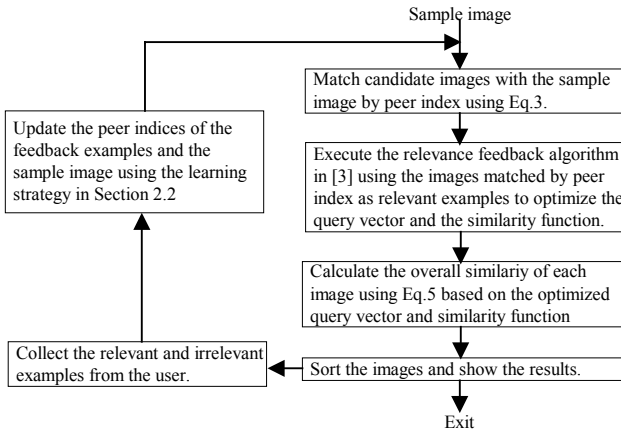 Sample image
Match candidate images with the sample
image by peer index using Eq.3.
Update the peer indices of the
feedback examples and the
sample image using the learning
strategy in Section 2.2
Execute the relevance feedback algorithm
in [3] using the images matched by peer
index as relevant examples to optimize the
query vector and the similarity function.
Calculate the overall similariy of each
image using Eq.5 based on the optimized
query vector and similarity function
Collect the relevant and irrelevant
examples from the user.
Sort the images and show the results.
Exit